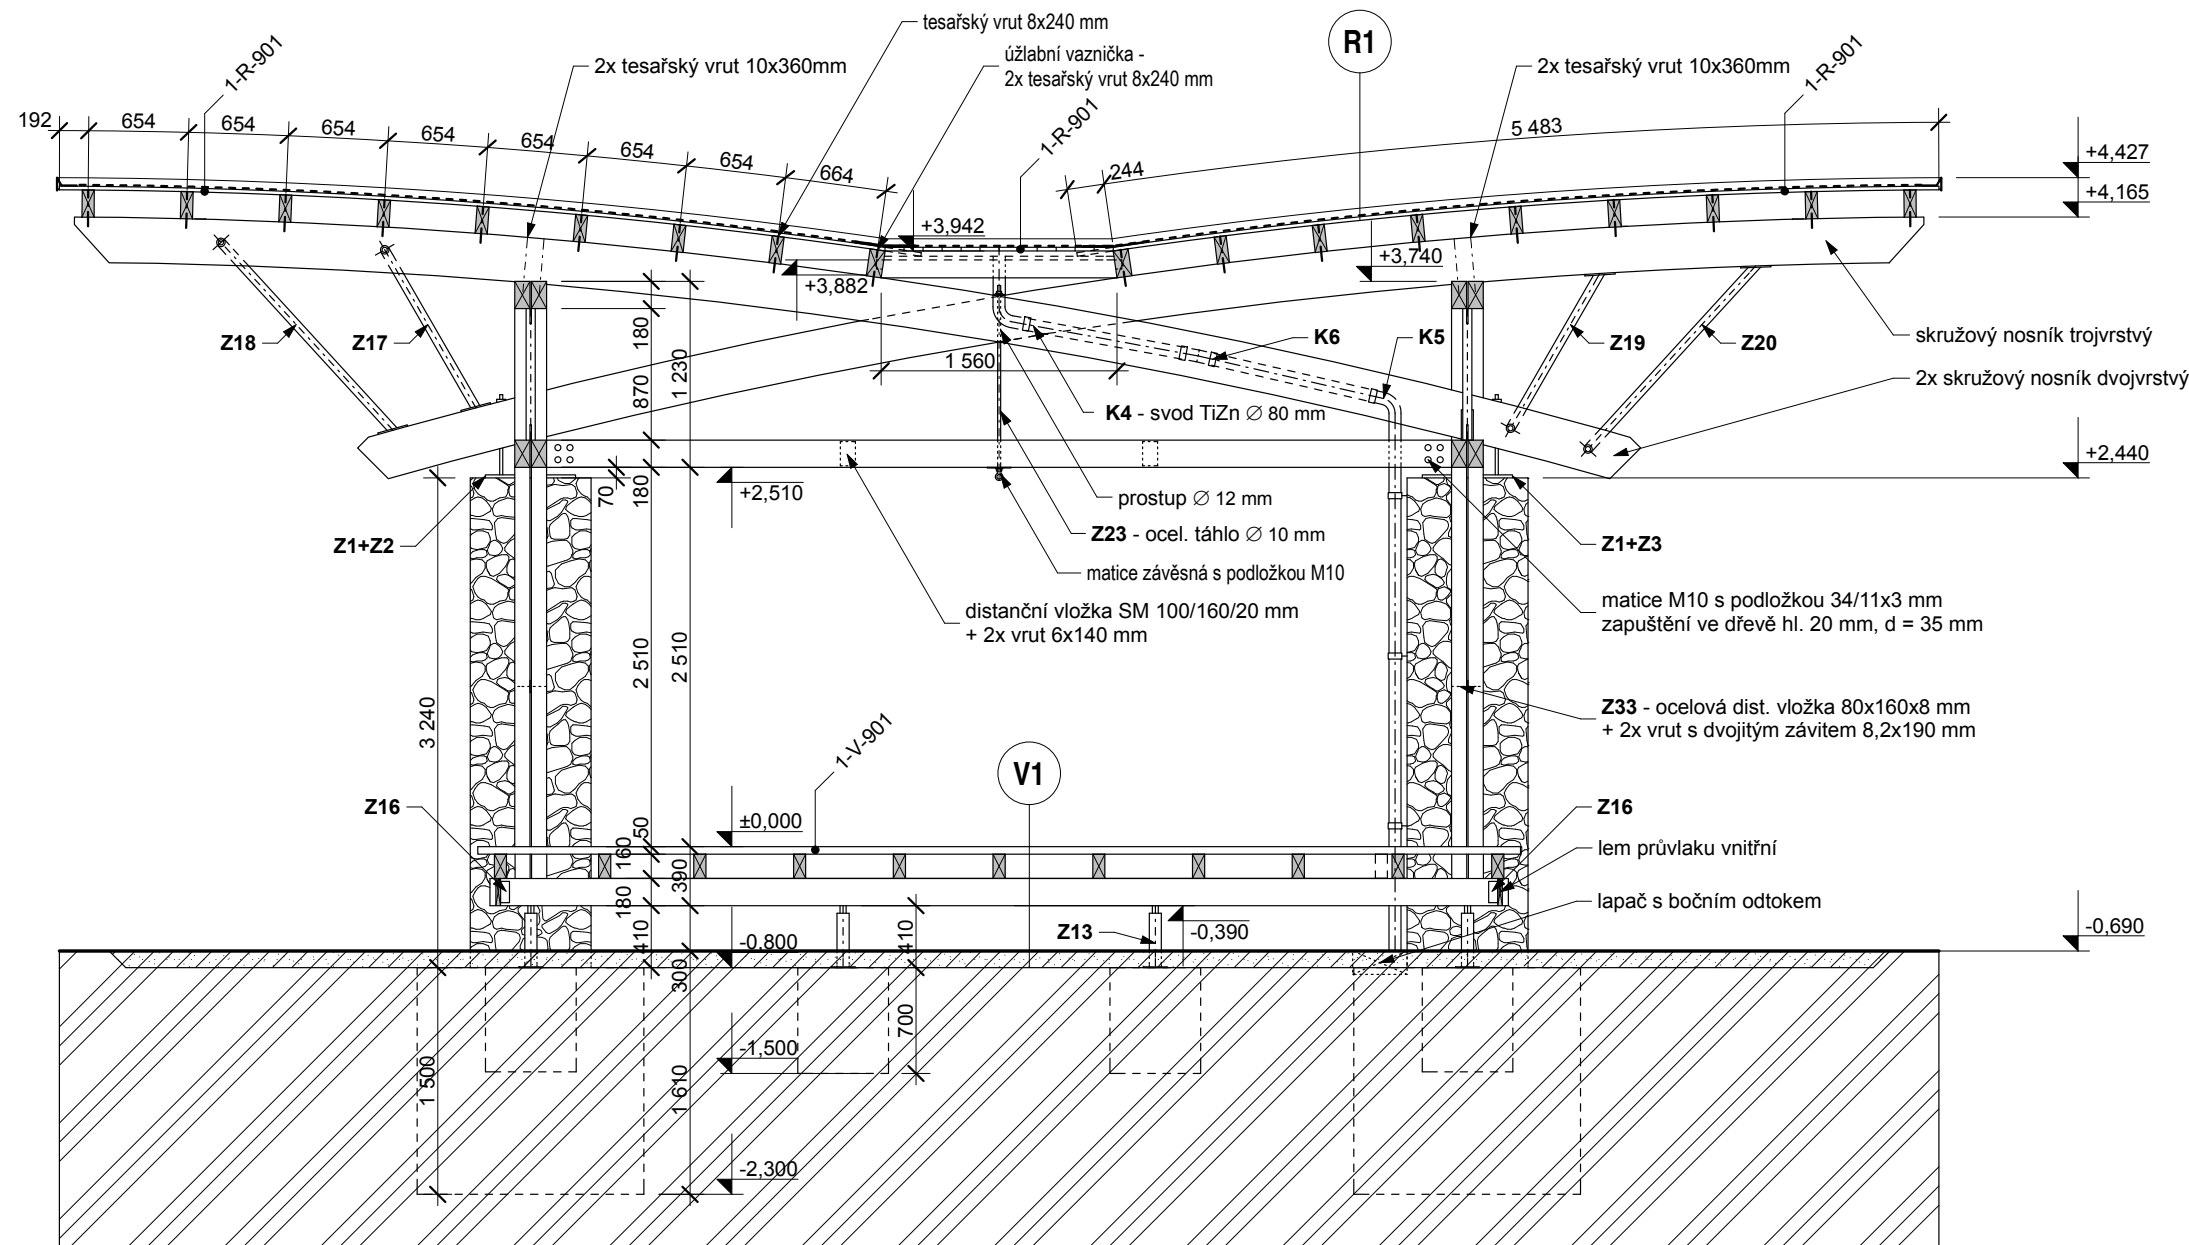 tesařský vrut 8x240 mm
úžlabní vaznička -
2x tesařský vrut 8x240 mm
R1
1-R-901
2x tesařský vrut 10x360mm
1-R-901
2x tesařský vrut 10x360mm
1-R-901
192
654
654
654
654
654
654
654
664
244
5 483
+4,427
+4,165
+3,942
+3,882
+3,740
Z18
Z17
180
870
1 230
1 560
K6
K5
Z19
Z20
skružový nosník trojvrstvý
2x skružový nosník dvojvrstvý
K4 - svod TiZn ∅ 80 mm
+2,440
+2,510
70
180
prostup ∅ 12 mm
Z1+Z2
Z23 - ocel. táhlo ∅ 10 mm
Z1+Z3
matice závěsná s podložkou M10
distanční vložka SM 100/160/20 mm
+ 2x vrut 6x140 mm
matice M10 s podložkou 34/11x3 mm
zapuštění ve dřevě hl. 20 mm, d = 35 mm
3 240
2 510
2 510
Z33 - ocelová dist. vložka 80x160x8 mm
+ 2x vrut s dvojitým závitem 8,2x190 mm
1-V-901
V1
Z16
±0,000
Z16
50
160
390
180
lem průvlaku vnitřní
lapač s bočním odtokem
410
410
Z13
-0,390
-0,690
-0.800
300
700
-1,500
1 500
1 610
-2,300